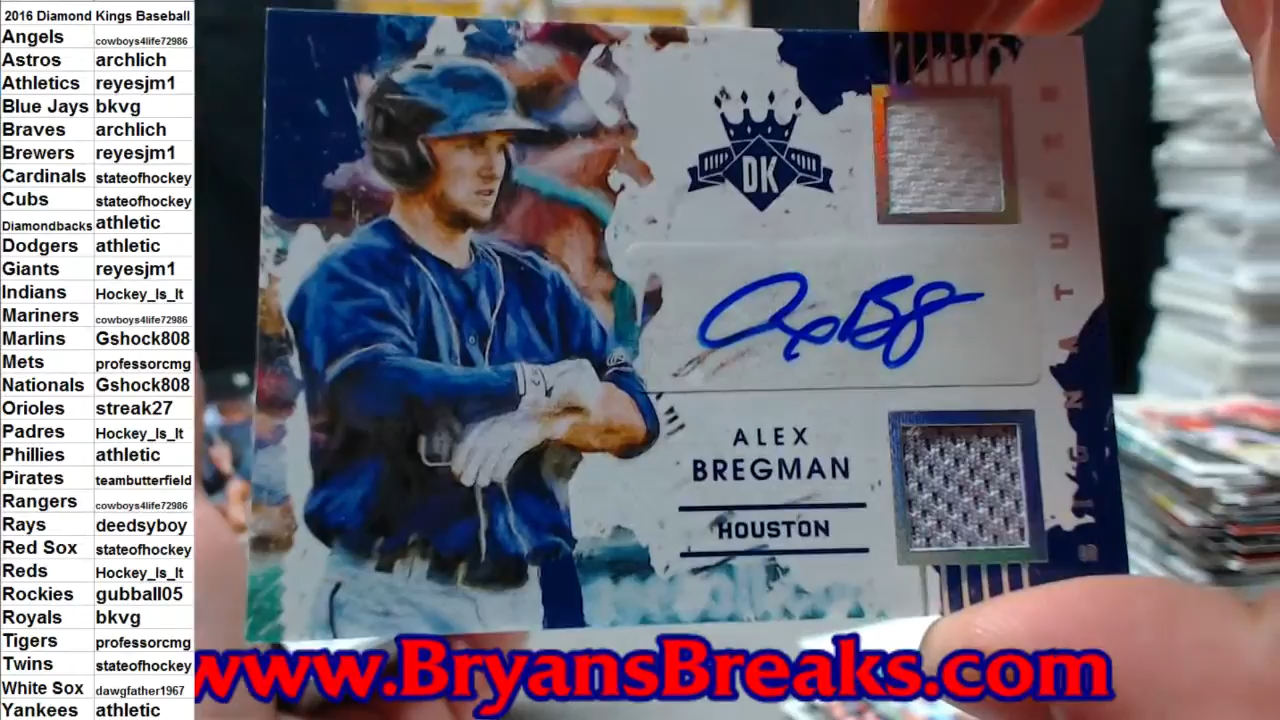 2016 Diamond Kings Baseball
Angels cowboys4life72986
Astros archlich
Athletics reyesjm1
Blue Jays bkvg
Braves archlich
Brewers reyesjm1
Cardinals stateofhockey
Cubs stateofhockey
Diamondbacks athletic
Dodgers athletic
Giants reyesjm1
Indians Hockey_Is_It
Mariners cowboys4life72986
Marlins Gshock808
Mets professorcmg
Nationals Gshock808
Orioles streak27
Padres Hockey_Is_It
Phillies athletic
Pirates teambutterfield
Rangers cowboys4life72986
Rays deedsyboy
Red Sox stateofhockey
Reds Hockey_Is_It
Rockies gubball05
Royals bkvg
Tigers professorcmg
Twins stateofhockey
White Sox dawgfather1967
Yankees athletic
DK
ALEX
BREGMAN
HOUSTON
SIGNATURES
www.BryansBreaks.com